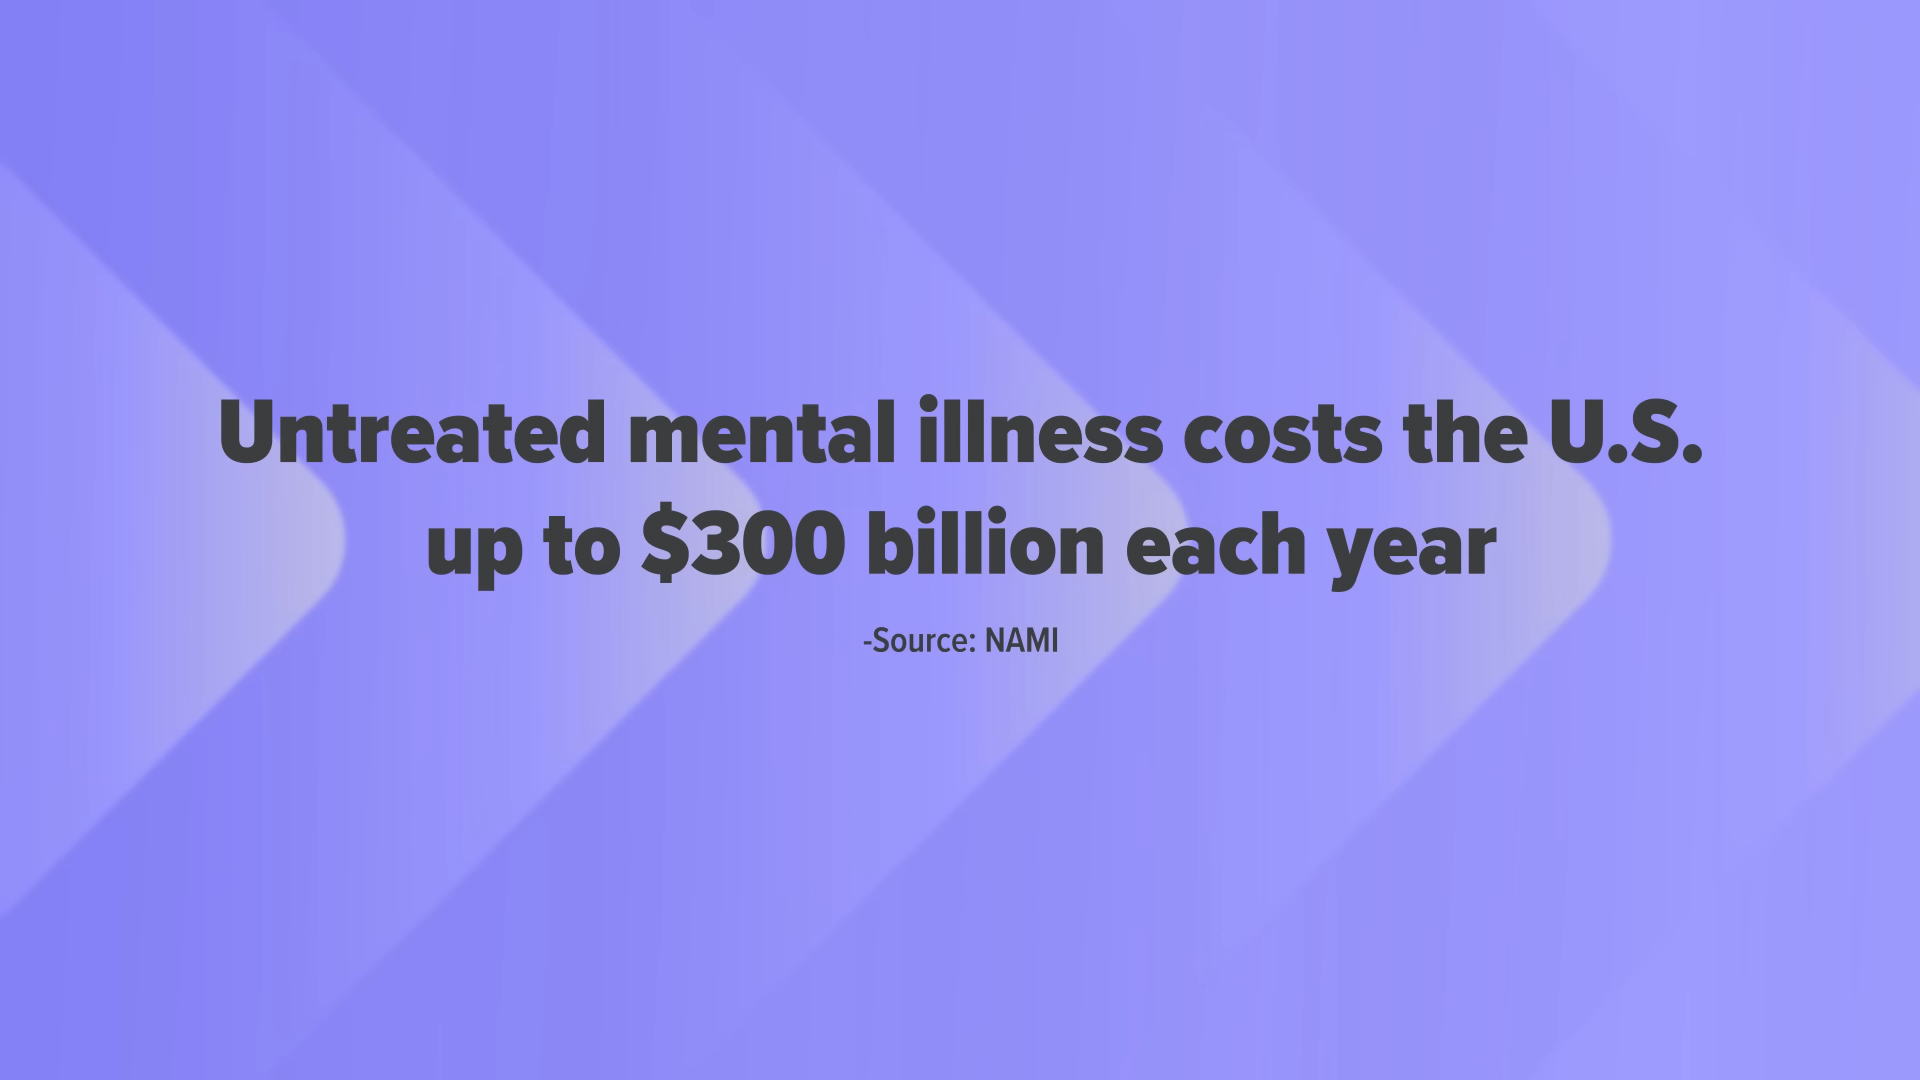 Untreated mental illness costs the U.S.
up to $300 billion each year
-Source: NAMI